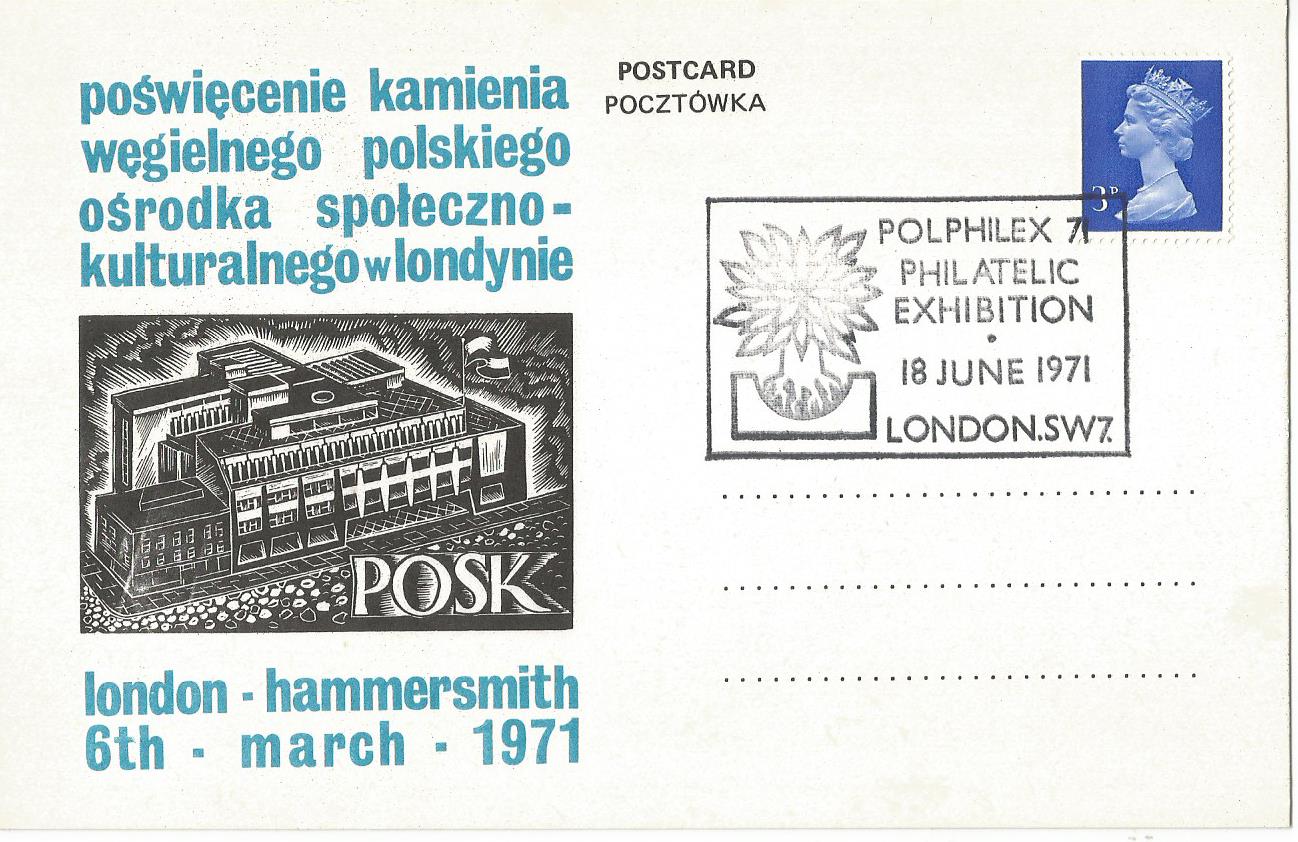 poświęcenie kamienia
węgielnego polskiego
ośrodka społeczno-
kulturalnego w londynie
POSK
london - hammersmith
6th - march - 1971
POSTCARD
POCZTÓWKA
3P
POLPHILEX 71
PHILATELIC
EXHIBITION
•
18 JUNE 1971
LONDON.SW7.